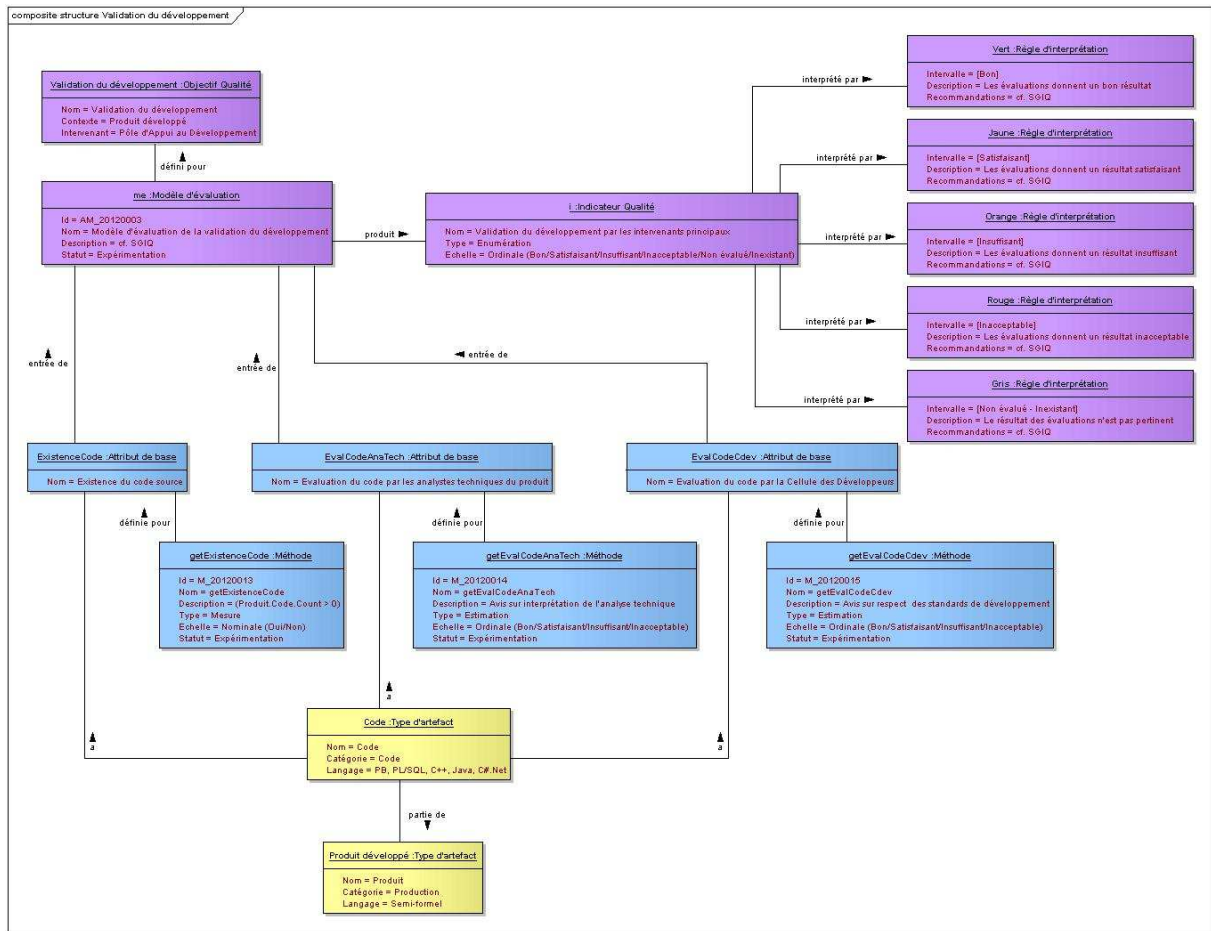 composite structure Validation du développement
Validation du développement :Objectif Qualité
Nom = Validation du développement
Contexte = Produit développé
Intervenant = Pôle d'Appui au Développement
défini pour
me :Modèle d'évaluation
Id = AM_20120003
Nom = Modèle d'évaluation de la validation du développement
Description = cf. SGIQ
Statut = Expérimentation
produit
i :Indicateur Qualité
Nom = Validation du développement par les intervenants principaux
Type = Enumération
Echelle = Ordinale (Bon/Satisfaisant/Insuffisant/Inacceptable/Non évalué/Inexistant)
interprété par
Vert :Règle d'interprétation
Intervalle = [Bon]
Description = Les évaluations donnent un bon résultat
Recommandations = cf. SGIQ
interprété par
Jaune :Règle d'interprétation
Intervalle = [Satisfaisant]
Description = Les évaluations donnent un résultat satisfaisant
Recommandations = cf. SGIQ
interprété par
Orange :Règle d'interprétation
Intervalle = [Insuffisant]
Description = Les évaluations donnent un résultat insuffisant
Recommandations = cf. SGIQ
interprété par
Rouge :Règle d'interprétation
Intervalle = [Inacceptable]
Description = Les évaluations donnent un résultat inacceptable
Recommandations = cf. SGIQ
interprété par
Gris :Règle d'interprétation
Intervalle = [Non évalué - Inexistant]
Description = Le résultat des évaluations n'est pas pertinent
Recommandations = cf. SGIQ
entrée de
entrée de
entrée de
ExistenceCode :Attribut de base
Nom = Existence du code source
EvalCodeAnaTech :Attribut de base
Nom = Evaluation du code par les analystes techniques du produit
EvalCodeCdev :Attribut de base
Nom = Evaluation du code par la Cellule des Développeurs
définie pour
définie pour
définie pour
getExistenceCode :Méthode
Id = M_20120013
Nom = getExistenceCode
Description = (Produit.Code.Count > 0)
Type = Mesure
Echelle = Nominale (Oui/Non)
Statut = Expérimentation
getEvalCodeAnaTech :Méthode
Id = M_20120014
Nom = getEvalCodeAnaTech
Description = Avis sur interprétation de l'analyse technique
Type = Estimation
Echelle = Ordinale (Bon/Satisfaisant/Insuffisant/Inacceptable)
Statut = Expérimentation
getEvalCodeCdev :Méthode
Id = M_20120015
Nom = getEvalCodeCdev
Description = Avis sur respect des standards de développement
Type = Estimation
Echelle = Ordinale (Bon/Satisfaisant/Insuffisant/Inacceptable)
Statut = Expérimentation
a
a
a
Code :Type d'artefact
Nom = Code
Catégorie = Code
Langage = PB, PL/SQL, C++, Java, C#.Net
partie de
Produit développé :Type d'artefact
Nom = Produit
Catégorie = Production
Langage = Semi-formel